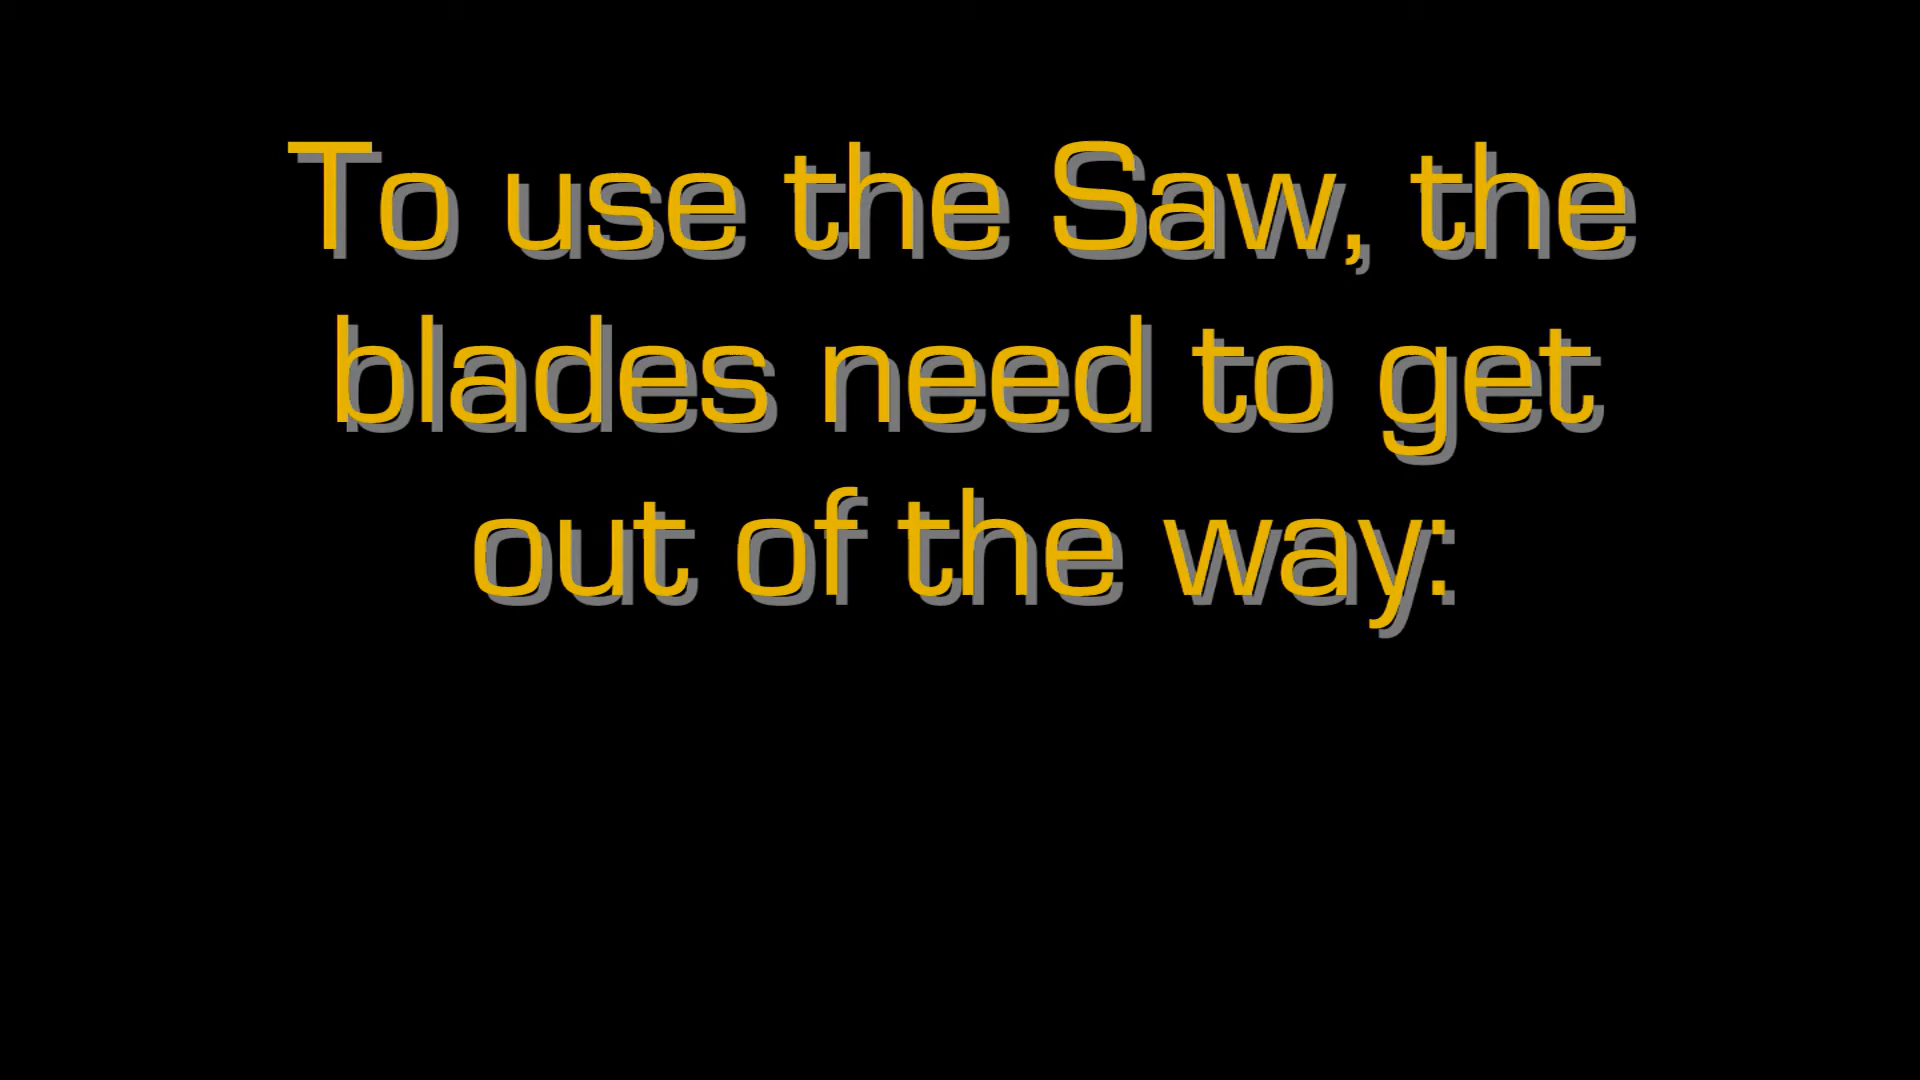 To use the Saw, the
blades need to get
out of the way: